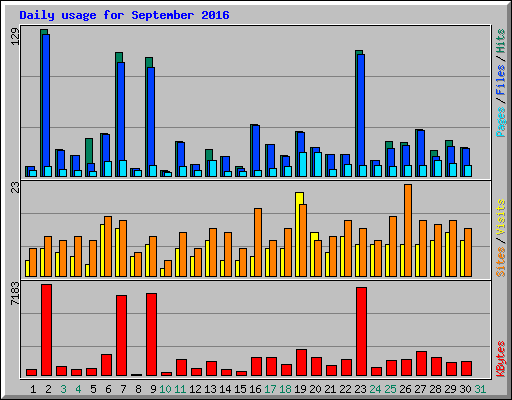 Daily usage for September 2016
129
Pages / Files / Hits
23
Sites / Visits
7183
KBytes
1 2 3 4 5 6 7 8 9 10 11 12 13 14 15 16 17 18 19 20 21 22 23 24 25 26 27 28 29 30 31